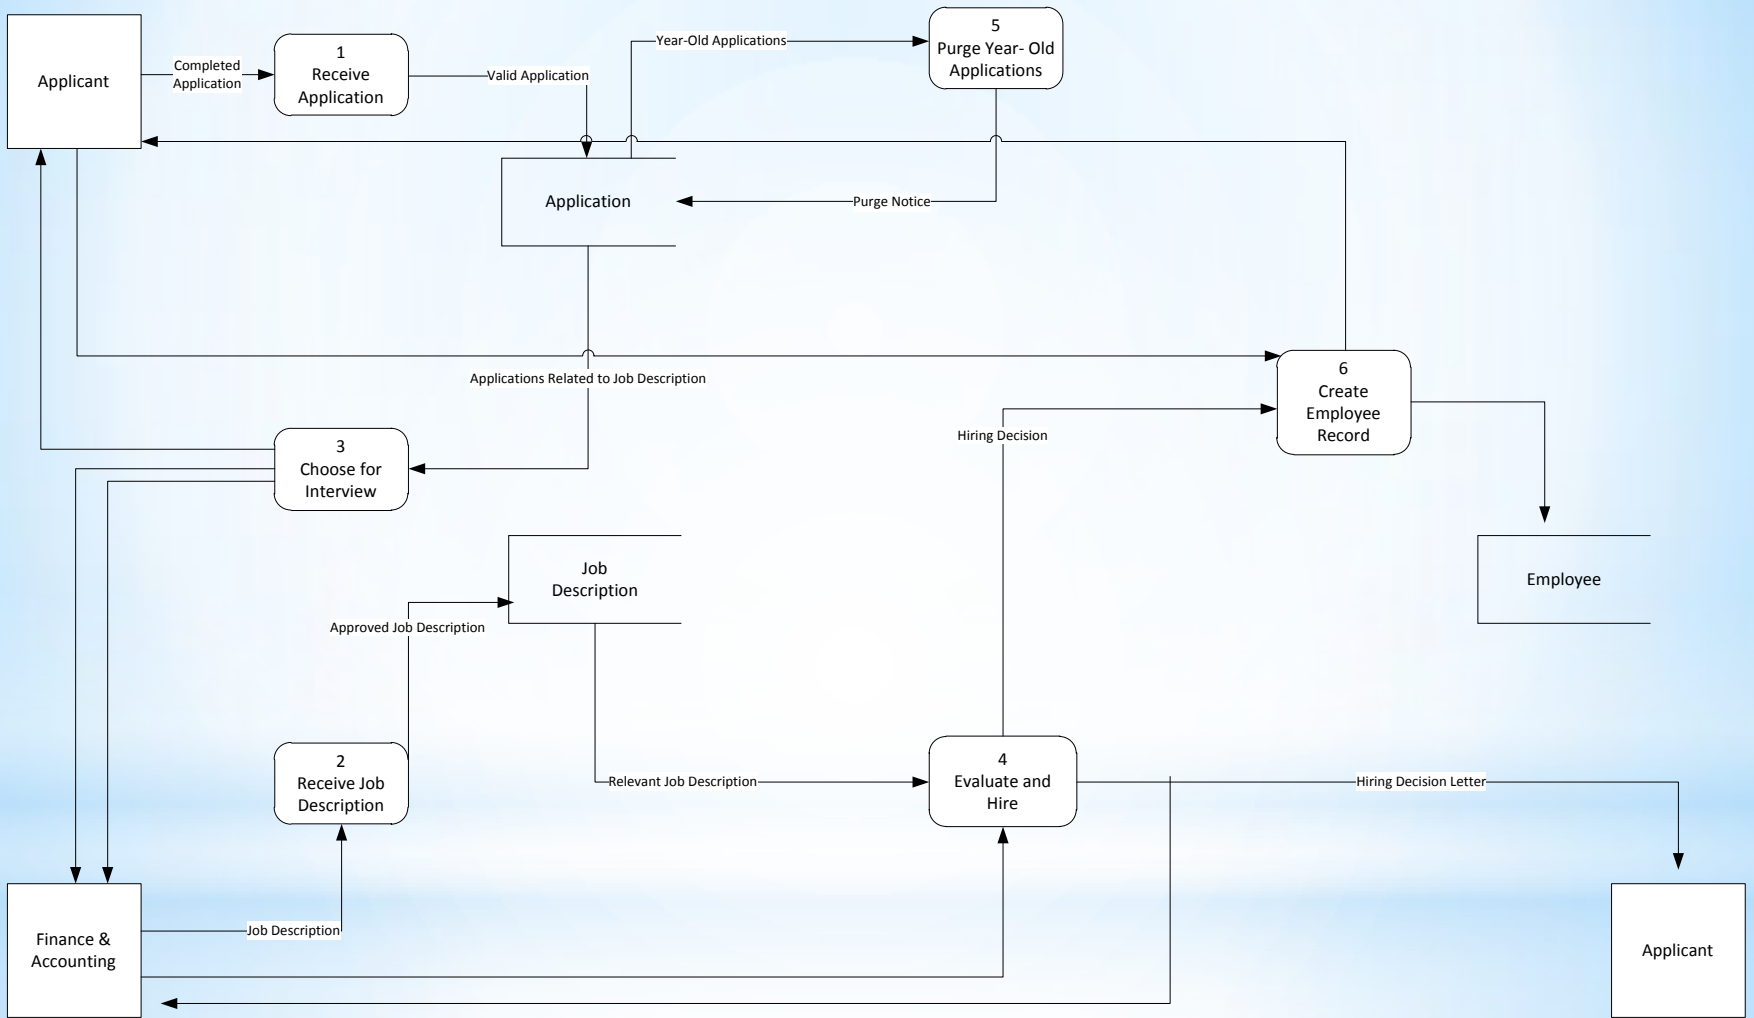 Applicant
Completed
Application
1
Receive
Application
Valid Application
Year-Old Applications
5
Purge Year- Old
Applications
Application
Purge Notice
Applications Related to Job Description
6
Create
Employee
Record
Hiring Decision
3
Choose for
Interview
Job
Description
Employee
Approved Job Description
2
Receive Job
Description
Relevant Job Description
4
Evaluate and
Hire
Hiring Decision Letter
Finance &
Accounting
Job Description
Applicant